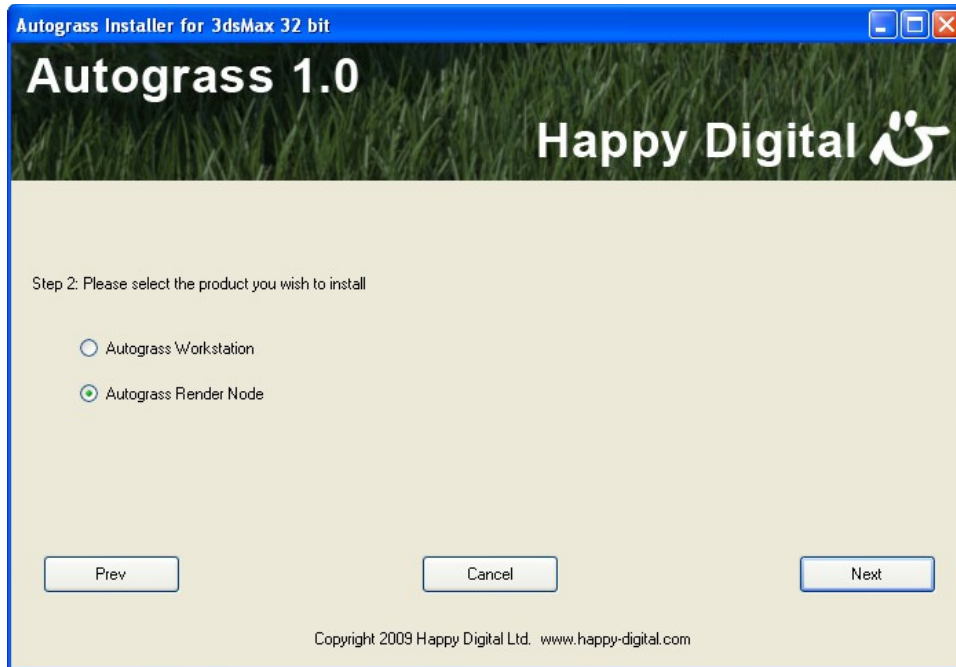 Autograss Installer for 3dsMax 32 bit
Autograss 1.0
Happy Digital
Step 2: Please select the product you wish to install
Autograss Workstation
Autograss Render Node
Prev
Cancel
Next
Copyright 2009 Happy Digital Ltd. www.happy-digital.com